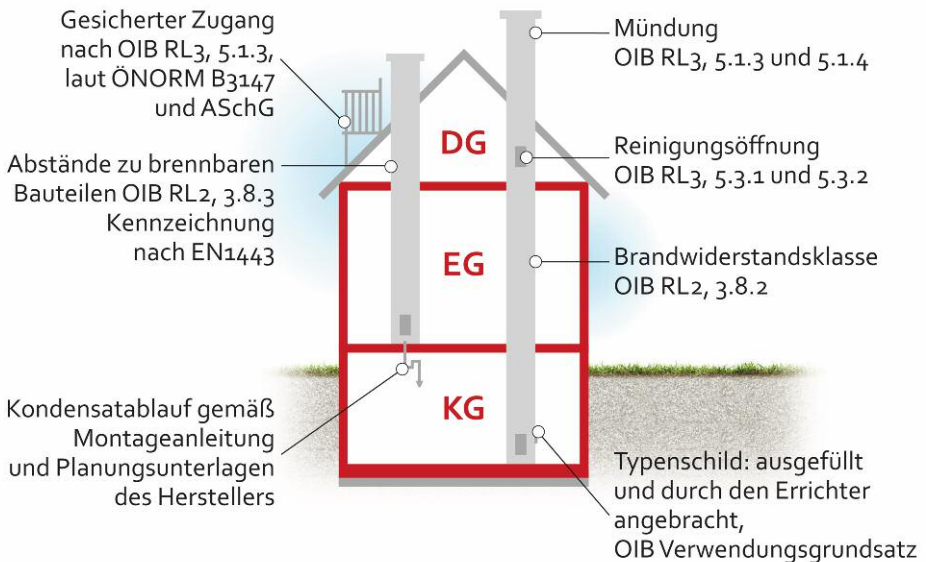 Gesicherter Zugang
nach OIB RL3, 5.1.3,
laut ÖNORM B3147
und ASchG
Abstände zu brennbaren
Bauteilen OIB RL2, 3.8.3
Kennzeichnung
nach EN1443
Kondensatablauf gemäß
Montageanleitung
und Planungsunterlagen
des Herstellers
DG
EG
KG
Mündung
OIB RL3, 5.1.3 und 5.1.4
Reinigungsöffnung
OIB RL3, 5.3.1 und 5.3.2
Brandwiderstandsklasse
OIB RL2, 3.8.2
Typenschild: ausgefüllt
und durch den Errichter
angebracht,
OIB Verwendungsgrundsatz